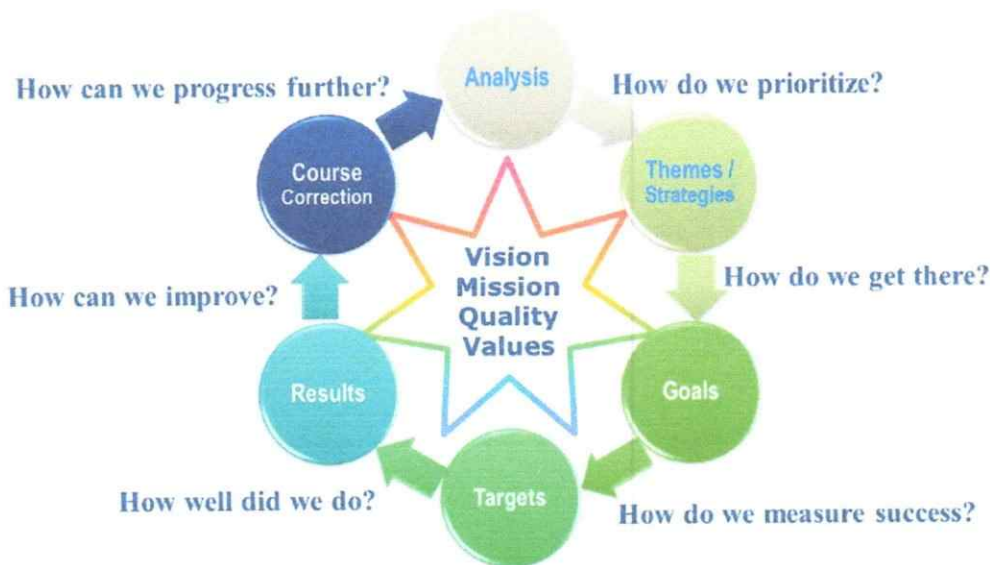 Analysis
How do we prioritize?
Themes /
Strategies
How do we get there?
Goals
How do we measure success?
Targets
How well did we do?
Results
How can we improve?
Course
Correction
How can we progress further?
Vision
Mission
Quality
Values